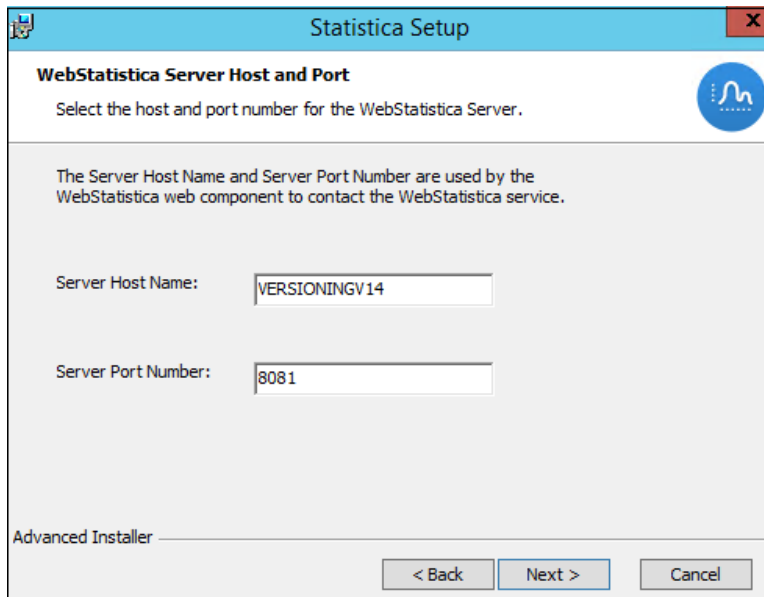 Statistica Setup
x
WebStatistica Server Host and Port
Select the host and port number for the WebStatistica Server.
The Server Host Name and Server Port Number are used by the
WebStatistica web component to contact the WebStatistica service.
Server Host Name: VERSIONINGV14
Server Port Number: 8081
Advanced Installer
< Back Next > Cancel